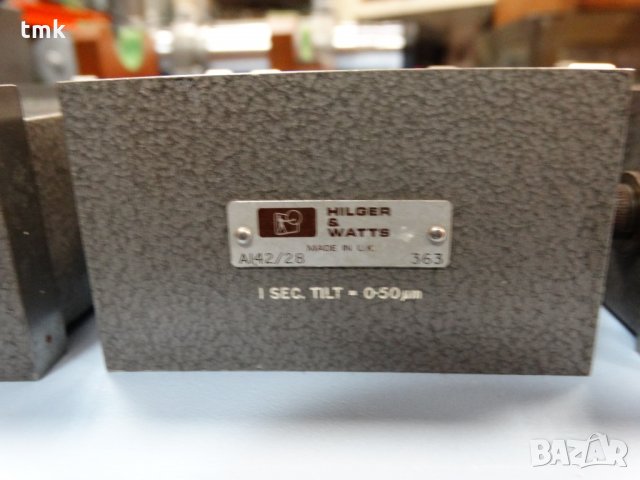 tmk
HILGER
&
WATTS
MADE IN U.K.
A142/28 363
1 SEC. TILT = 0·50μm
BAZAR